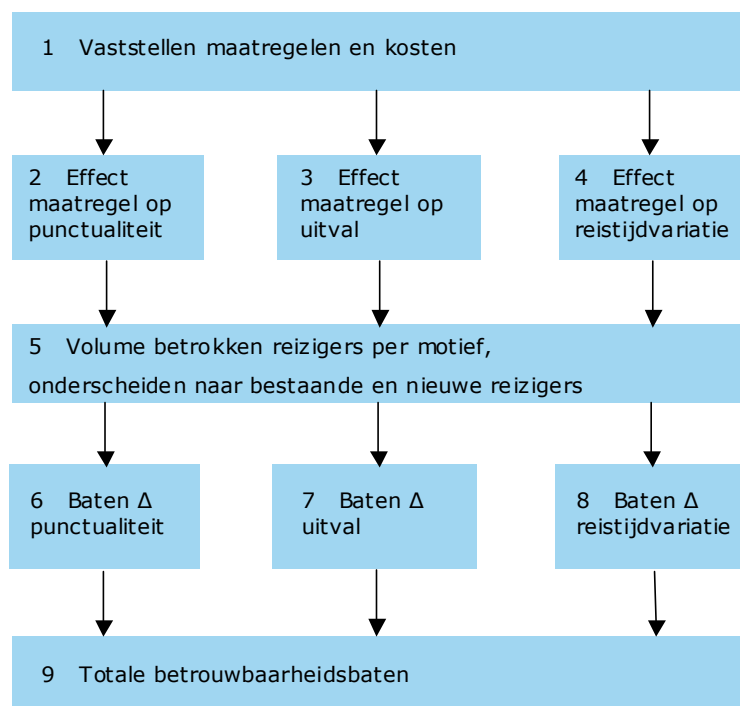 1 Vaststellen maatregelen en kosten
2 Effect
maatregel op
punctualiteit
3 Effect
maatregel op
uitval
4 Effect
maatregel op
reistijdvariatie
5 Volume betrokken reizigers per motief,
onderscheiden naar bestaande en nieuwe reizigers
6 Baten Δ
punctualiteit
7 Baten Δ
uitval
8 Baten Δ
reistijdvariatie
9 Totale betrouwbaarheidsbaten